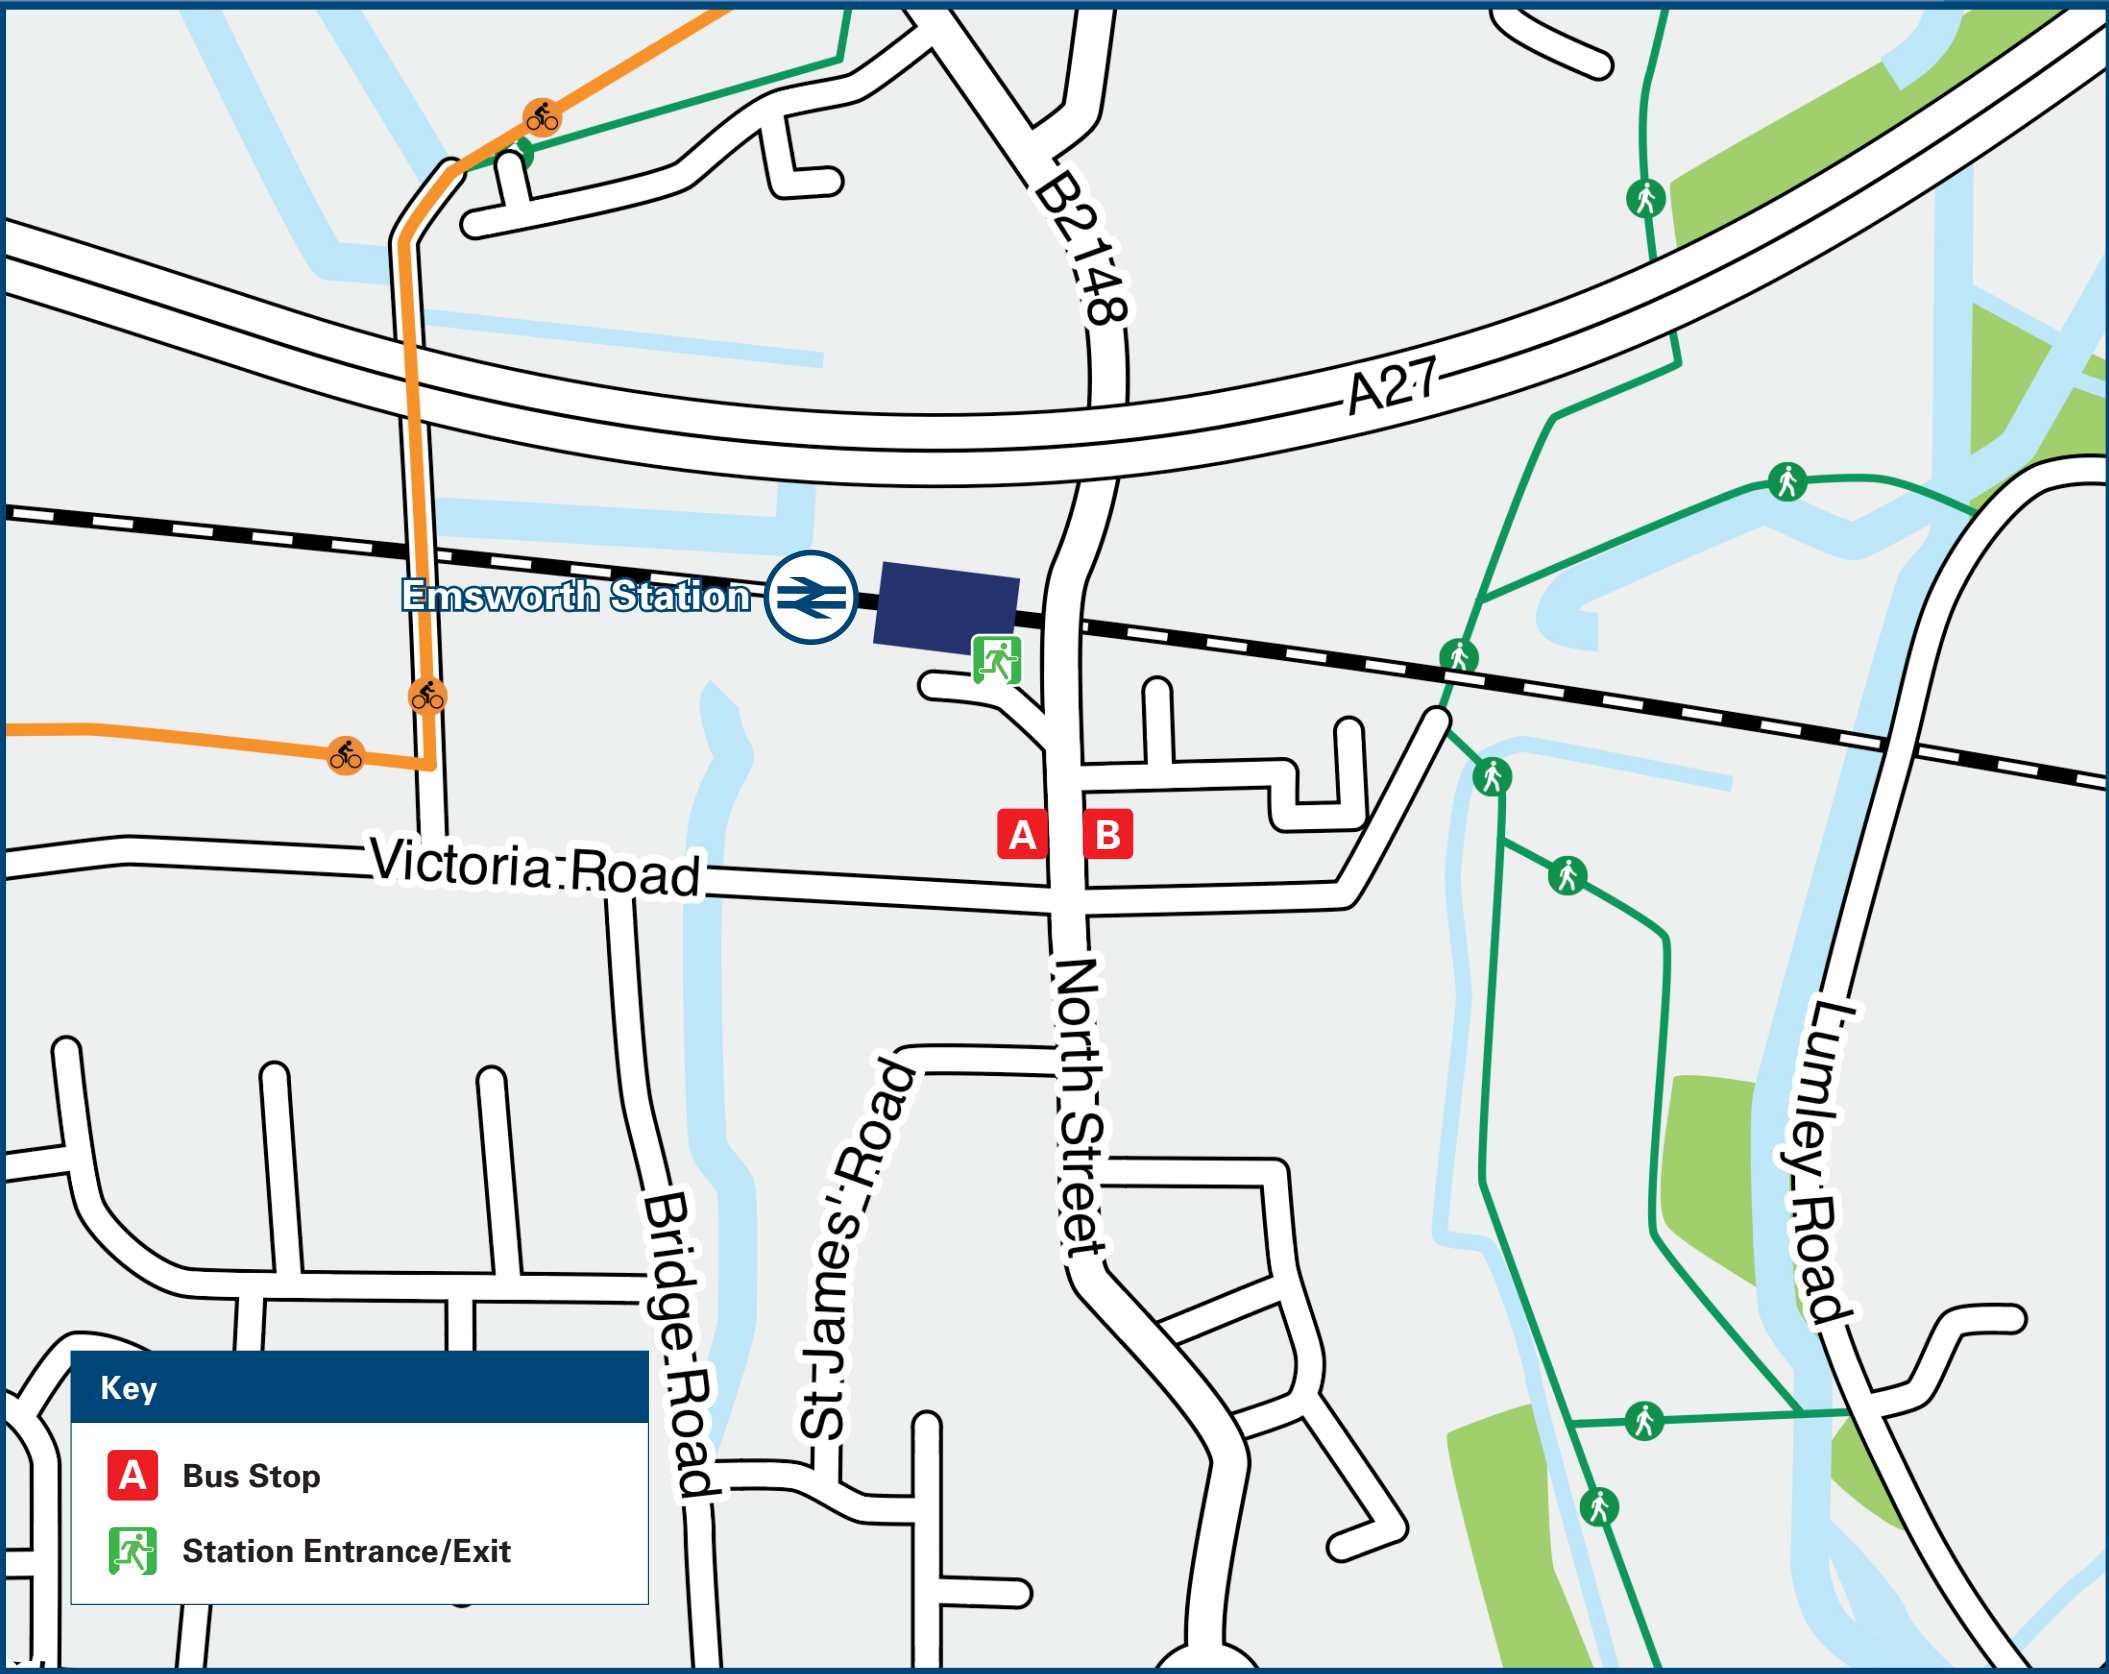 B2148
A27
Emsworth Station
A
B
Victoria Road
North Street
Lumley Road
St James' Road
Bridge Road
Key
A Bus Stop
Station Entrance/Exit